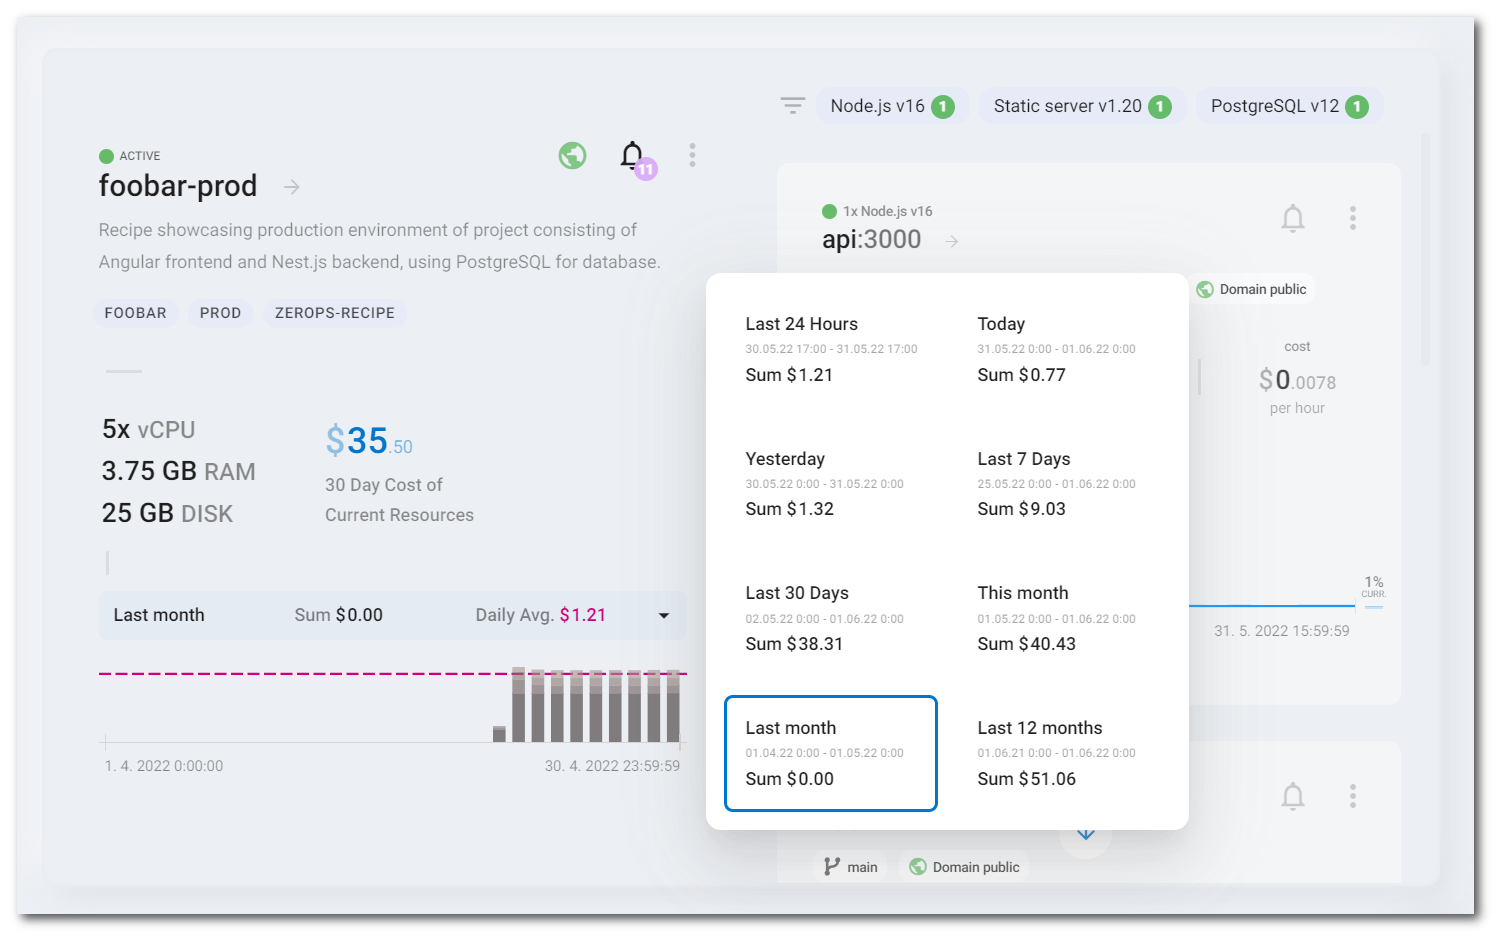 Node.js v16 1
Static server v1.20 1
PostgreSQL v12 1
ACTIVE
foobar-prod
11
Recipe showcasing production environment of project consisting of
Angular frontend and Nest.js backend, using PostgreSQL for database.
FOOBAR
PROD
ZEROPS-RECIPE
5x vCPU
3.75 GB RAM
25 GB DISK
$35.50
30 Day Cost of
Current Resources
Last month
Sum $0.00
Daily Avg. $1.21
1. 4. 2022 0:00:00
30. 4. 2022 23:59:59
1x Node.js v16
api:3000
Domain public
cost
$0.0078
per hour
1%
CURR.
31. 5. 2022 15:59:59
Last 24 Hours
30.05.22 17:00 - 31.05.22 17:00
Sum $1.21
Today
31.05.22 0:00 - 01.06.22 0:00
Sum $0.77
Yesterday
30.05.22 0:00 - 31.05.22 0:00
Sum $1.32
Last 7 Days
25.05.22 0:00 - 01.06.22 0:00
Sum $9.03
Last 30 Days
02.05.22 0:00 - 01.06.22 0:00
Sum $38.31
This month
01.05.22 0:00 - 01.06.22 0:00
Sum $40.43
Last month
01.04.22 0:00 - 01.05.22 0:00
Sum $0.00
Last 12 months
01.06.21 0:00 - 01.06.22 0:00
Sum $51.06
main
Domain public